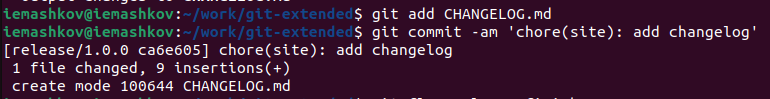 iemashkov@iemashkov:~/work/git-extended$ git add CHANGELOG.md
iemashkov@iemashkov:~/work/git-extended$ git commit -am 'chore(site): add changelog'
[release/1.0.0 ca6e605] chore(site): add changelog
 1 file changed, 9 insertions(+)
 create mode 100644 CHANGELOG.md